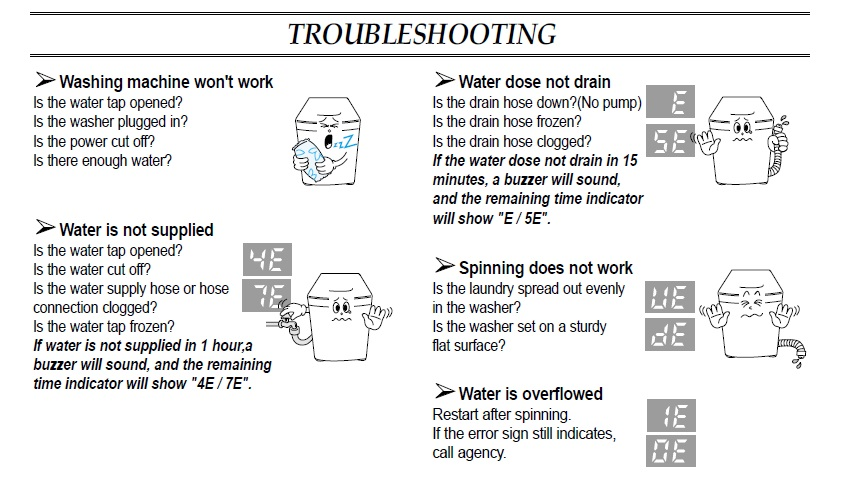 TROUBLESHOOTING
➢ Washing machine won't work
Is the water tap opened?
Is the washer plugged in?
Is the power cut off?
Is there enough water?
zzZ
➢ Water is not supplied
Is the water tap opened?
Is the water cut off?
Is the water supply hose or hose
connection clogged?
Is the water tap frozen?
If water is not supplied in 1 hour,a
buzzer will sound, and the remaining
time indicator will show "4E / 7E".
4E
7E
➢ Water dose not drain
Is the drain hose down?(No pump)
Is the drain hose frozen?
Is the drain hose clogged?
If the water dose not drain in 15
minutes, a buzzer will sound,
and the remaining time indicator
will show "E / 5E".
E
5E
➢ Spinning does not work
Is the laundry spread out evenly
in the washer?
Is the washer set on a sturdy
flat surface?
UE
dE
➢ Water is overflowed
Restart after spinning.
If the error sign still indicates,
call agency.
1E
0E